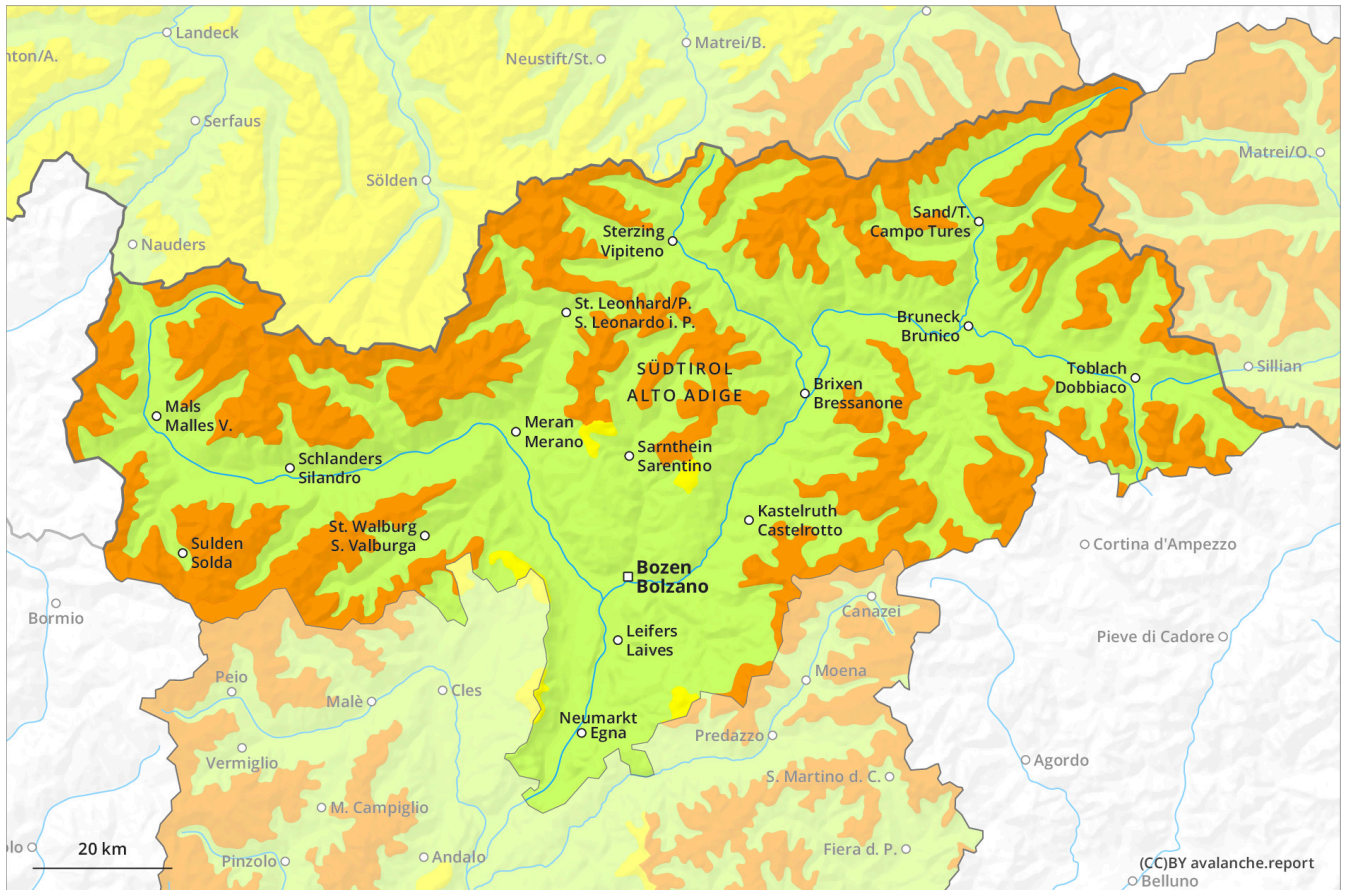 Landeck
nton/A.
Neustift/St.
Matrei/B.
Serfaus
Matrei/O.
Sölden
Nauders
Sand/T.
Campo Tures
Sterzing
Vipiteno
St. Leonhard/P.
S. Leonardo i. P.
Bruneck
Brunico
SÜDTIROL
ALTO ADIGE
Toblach
Dobbiaco
Sillian
Brixen
Bressanone
Mals
Malles V.
Meran
Merano
Sarnthein
Sarentino
Schlanders
Silandro
Kastelruth
Castelrotto
St. Walburg
S. Valburga
Sulden
Solda
Cortina d'Ampezzo
Bozen
Bolzano
Bormio
Canazei
Leifers
Laives
Pieve di Cadore
Peio
Malè
Cles
Moena
Neumarkt
Egna
Predazzo
Vermiglio
Agordo
S. Martino d. C.
M. Campiglio
olo
20 km
Pinzolo
Andalo
Fiera d. P.
(CC)BY avalanche.report
Belluno